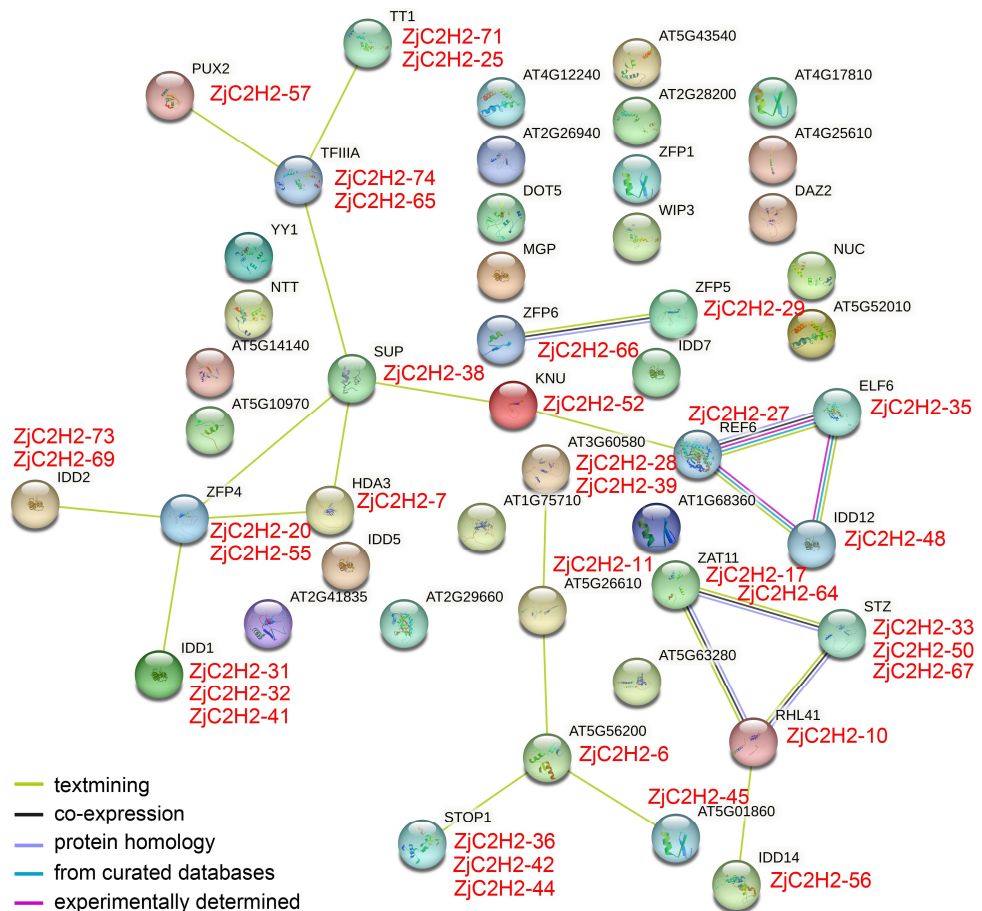 TT1
ZjC2H2-71
ZjC2H2-25
PUX2
ZjC2H2-57
AT5G43540
AT4G12240
AT4G17810
AT2G28200
AT2G26940
AT4G25610
ZFP1
TFIIIA
ZjC2H2-74
ZjC2H2-65
DOT5
DAZ2
WIP3
YY1
MGP
NUC
NTT
ZFP5
ZjC2H2-29
ZFP6
ZjC2H2-66
AT5G52010
AT5G14140
SUP
ZjC2H2-38
IDD7
KNU
ZjC2H2-52
ELF6
ZjC2H2-35
AT5G10970
ZjC2H2-27
REF6
ZjC2H2-73
ZjC2H2-69
IDD2
AT3G60580
ZjC2H2-28
ZjC2H2-39
ZFP4
ZjC2H2-20
ZjC2H2-55
HDA3
ZjC2H2-7
AT1G75710
AT1G68360
IDD12
ZjC2H2-48
IDD5
ZjC2H2-11
AT5G26610
ZAT11
ZjC2H2-17
ZjC2H2-64
AT2G41835
AT2G29660
STZ
ZjC2H2-33
ZjC2H2-50
ZjC2H2-67
IDD1
ZjC2H2-31
ZjC2H2-32
ZjC2H2-41
AT5G63280
RHL41
ZjC2H2-10
AT5G56200
ZjC2H2-6
ZjC2H2-45
AT5G01860
STOP1
ZjC2H2-36
ZjC2H2-42
ZjC2H2-44
IDD14
ZjC2H2-56
textmining
co-expression
protein homology
from curated databases
experimentally determined